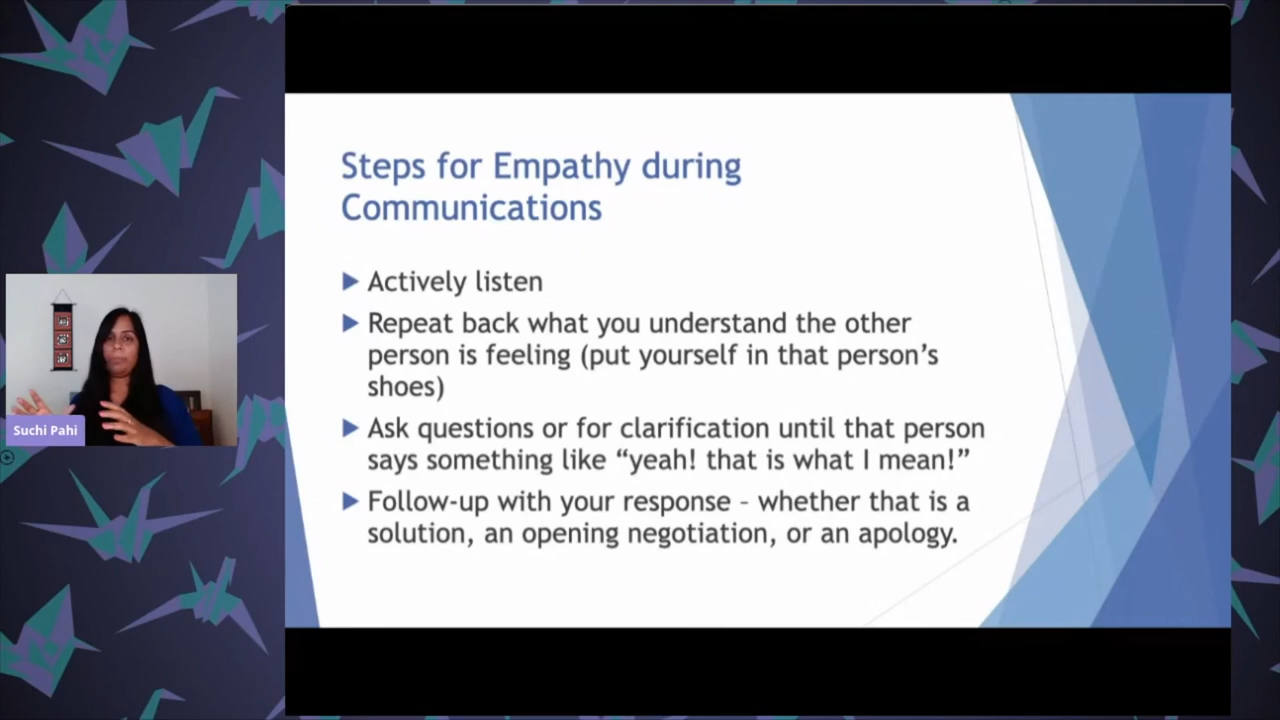 Steps for Empathy during
Communications
Actively listen
Repeat back what you understand the other
person is feeling (put yourself in that person’s
shoes)
Ask questions or for clarification until that person
says something like “yeah! that is what I mean!”
Follow-up with your response – whether that is a
solution, an opening negotiation, or an apology.
Suchi Pahi